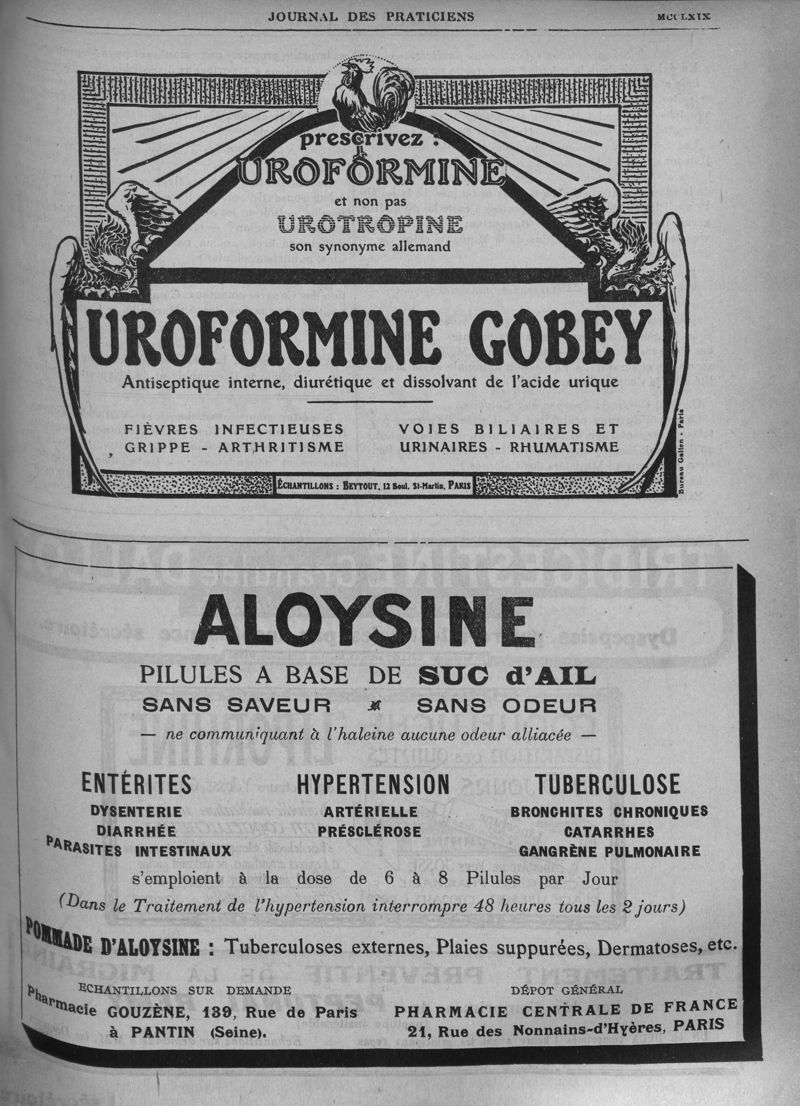 JOURNAL DES PRATICIENS
prescrivez :
UROFORMINE
et non pas
UROTROPINE
son synonyme allemand
UROFORMINE GOBEY
Antiseptique interne, diurétique et dissolvant de l'acide urique
FIÈVRES INFECTIEUSES
GRIPPE - ARTHRITISME
VOIES BILIAIRES ET
URINAIRES - RHUMATISME
ÉCHANTILLONS : BEYTOUT, 12 Boul. St-Martin, PARIS
Bureau Galien - Paris
ALOYSINE
PILULES A BASE DE SUC d'AIL
SANS SAVEUR SANS ODEUR
— ne communiquant à l'haleine aucune odeur alliacée —
ENTÉRITES
DYSENTERIE
DIARRHÉE
PARASITES INTESTINAUX
HYPERTENSION
ARTÉRIELLE
PRÉSCLÉROSE
TUBERCULOSE
BRONCHITES CHRONIQUES
CATARRHES
GANGRÈNE PULMONAIRE
s'emploient à la dose de 6 à 8 Pilules par Jour
(Dans le Traitement de l'hypertension interrompre 48 heures tous les 2 jours)
POMMADE D'ALOYSINE : Tuberculoses externes, Plaies suppurées, Dermatoses, etc.
ECHANTILLONS SUR DEMANDE
Pharmacie GOUZÈNE, 139, Rue de Paris
à PANTIN (Seine).
DÉPOT GÉNÉRAL
PHARMACIE CENTRALE DE FRANCE
21, Rue des Nonnains-d'Hyères, PARIS